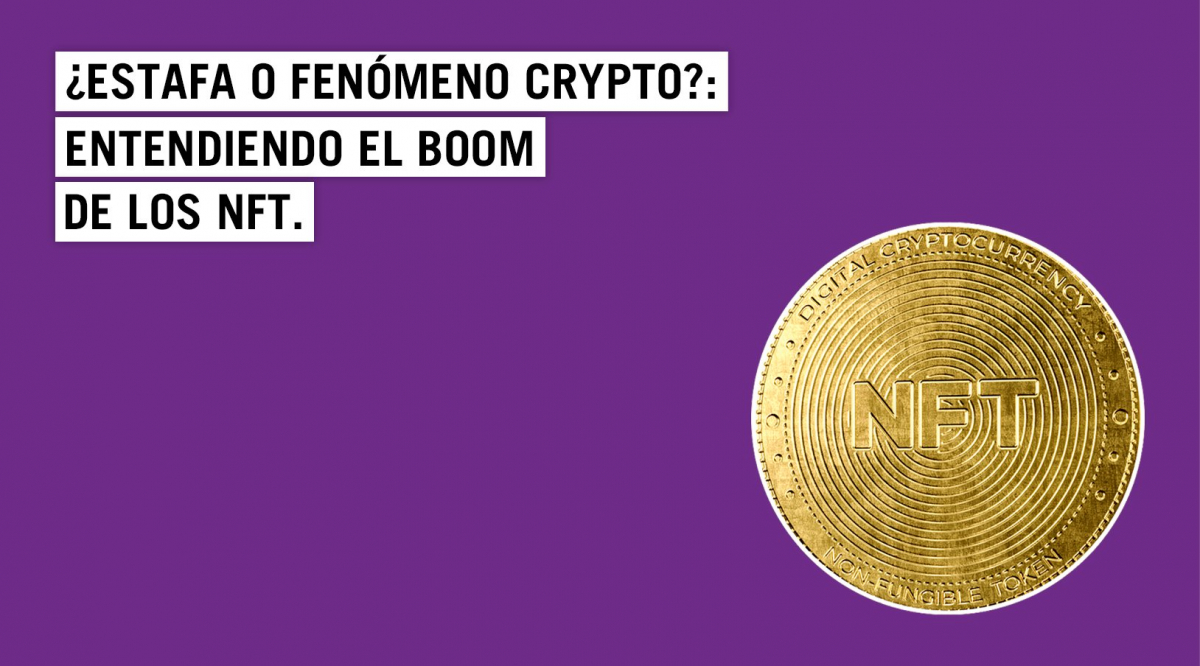 ¿ESTAFA O FENÓMENO CRYPTO?:
ENTENDIENDO EL BOOM
DE LOS NFT.
DIGITAL CRYPTOCURRENCY
NFT
NON-FUNGIBLE TOKEN